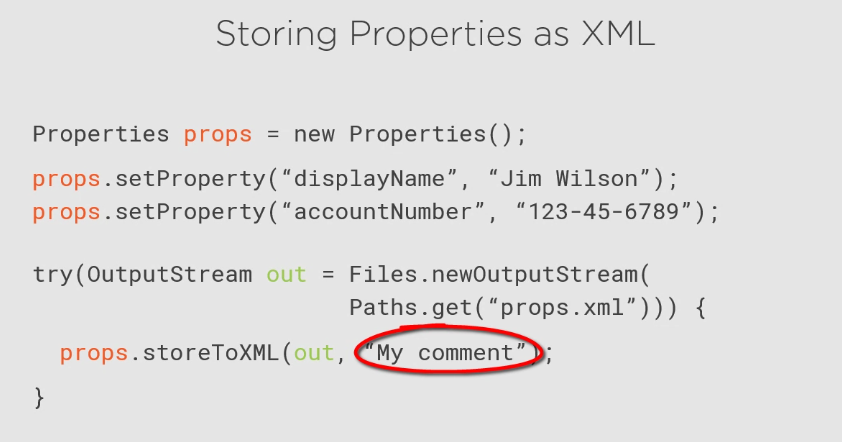 Storing Properties as XML
Properties props = new Properties();
props.setProperty(“displayName”, “Jim Wilson”);
props.setProperty(“accountNumber”, “123-45-6789”);
try(OutputStream out = Files.newOutputStream(
Paths.get(“props.xml”))) {
props.storeToXML(out, “My comment”);
}